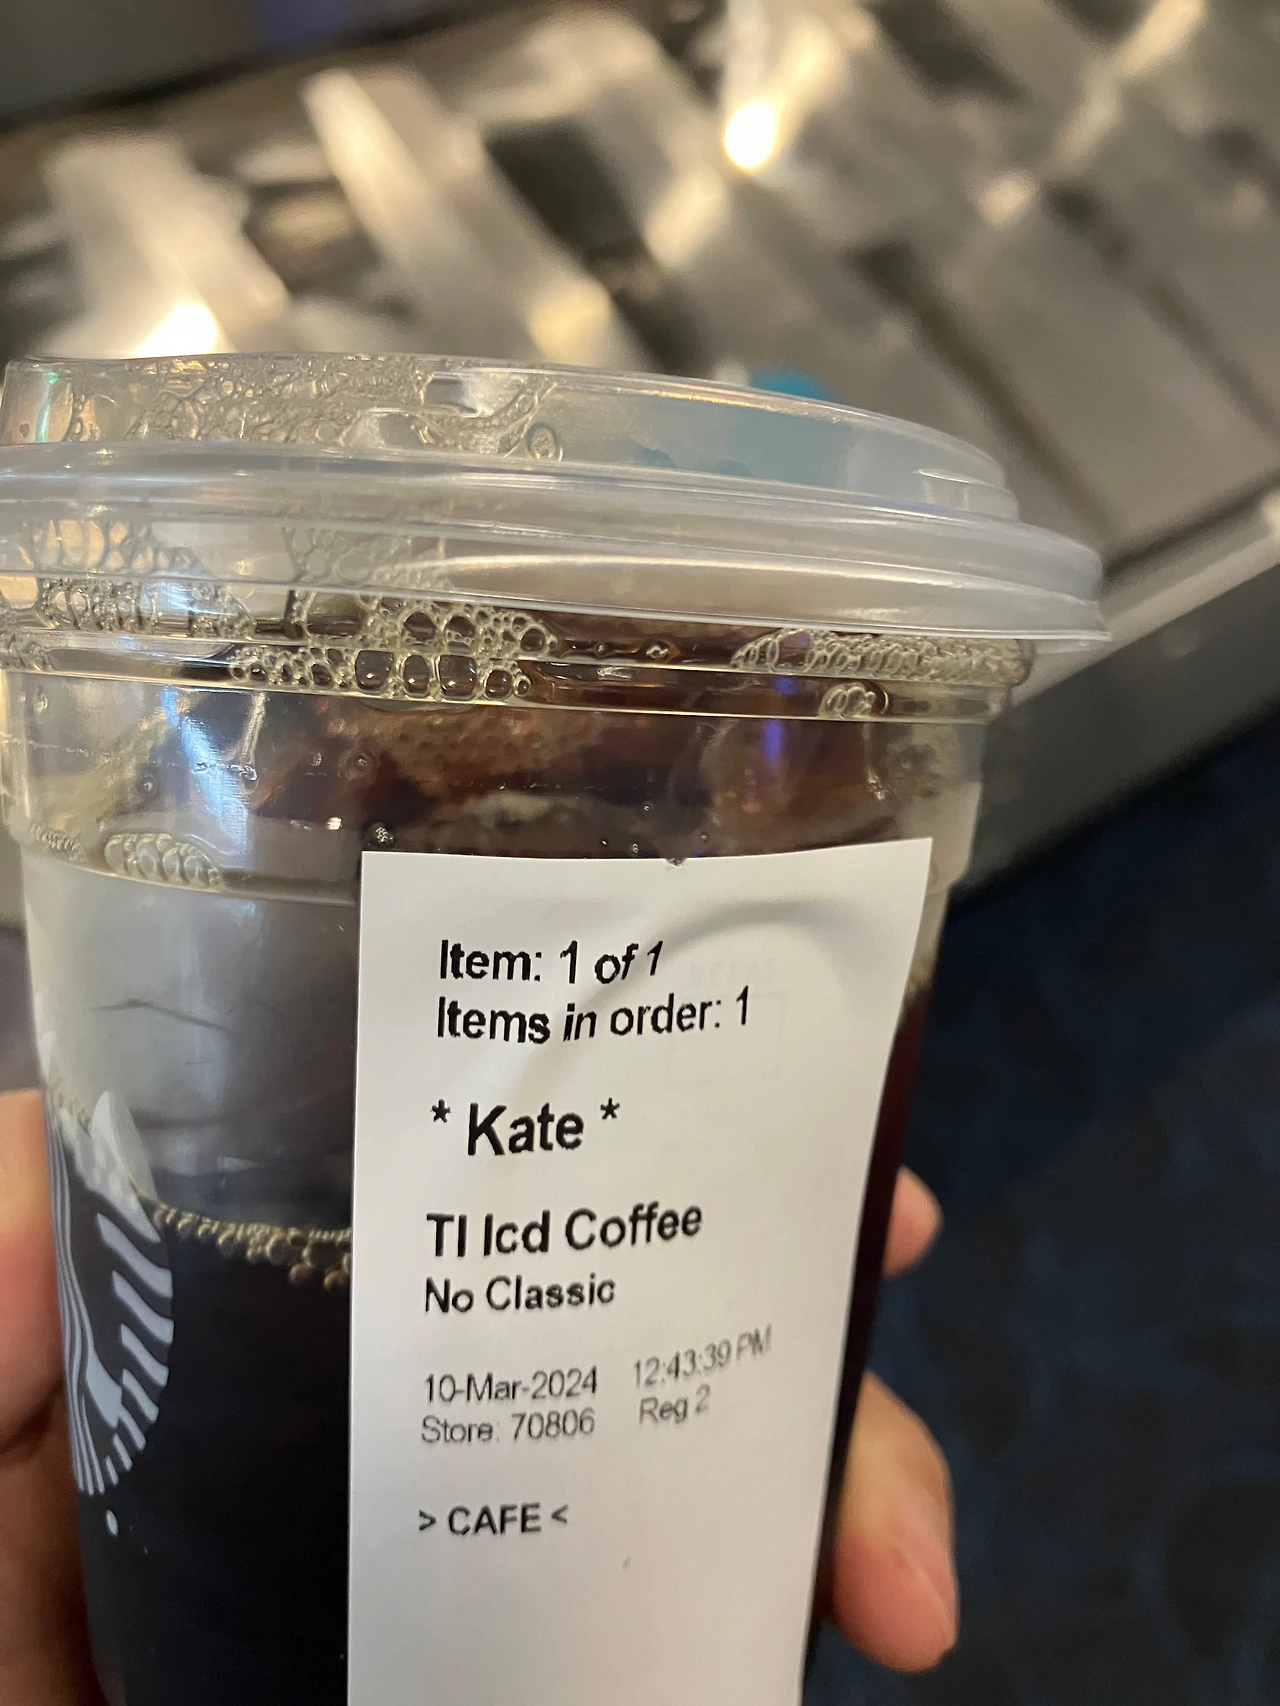 Item: 1 of 1
Items in order: 1
* Kate *
Tl Icd Coffee
No Classic
10-Mar-2024 12:43:39 PM
Store: 70806 Reg 2
> CAFE <